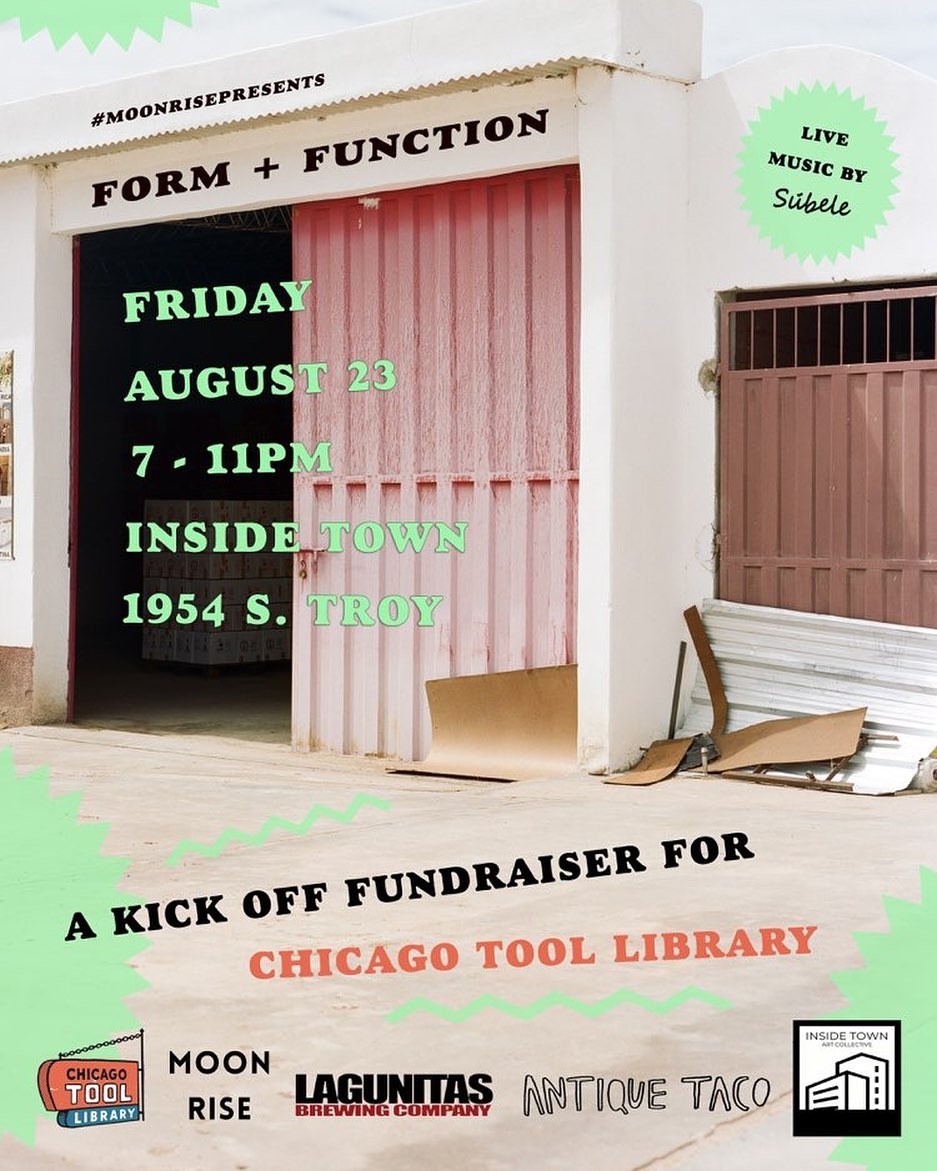 #MOONRISEPRESENTS
FORM + FUNCTION
LIVE
MUSIC BY
Súbele
FRIDAY
AUGUST 23
7 - 11PM
INSIDE TOWN
1954 S. TROY
A KICK OFF FUNDRAISER FOR
CHICAGO TOOL LIBRARY
CHICAGO
TOOL
LIBRARY
MOON
RISE
LAGUNITAS
BREWING COMPANY
ANTIQUE TACO
INSIDE TOWN
ART COLLECTIVE